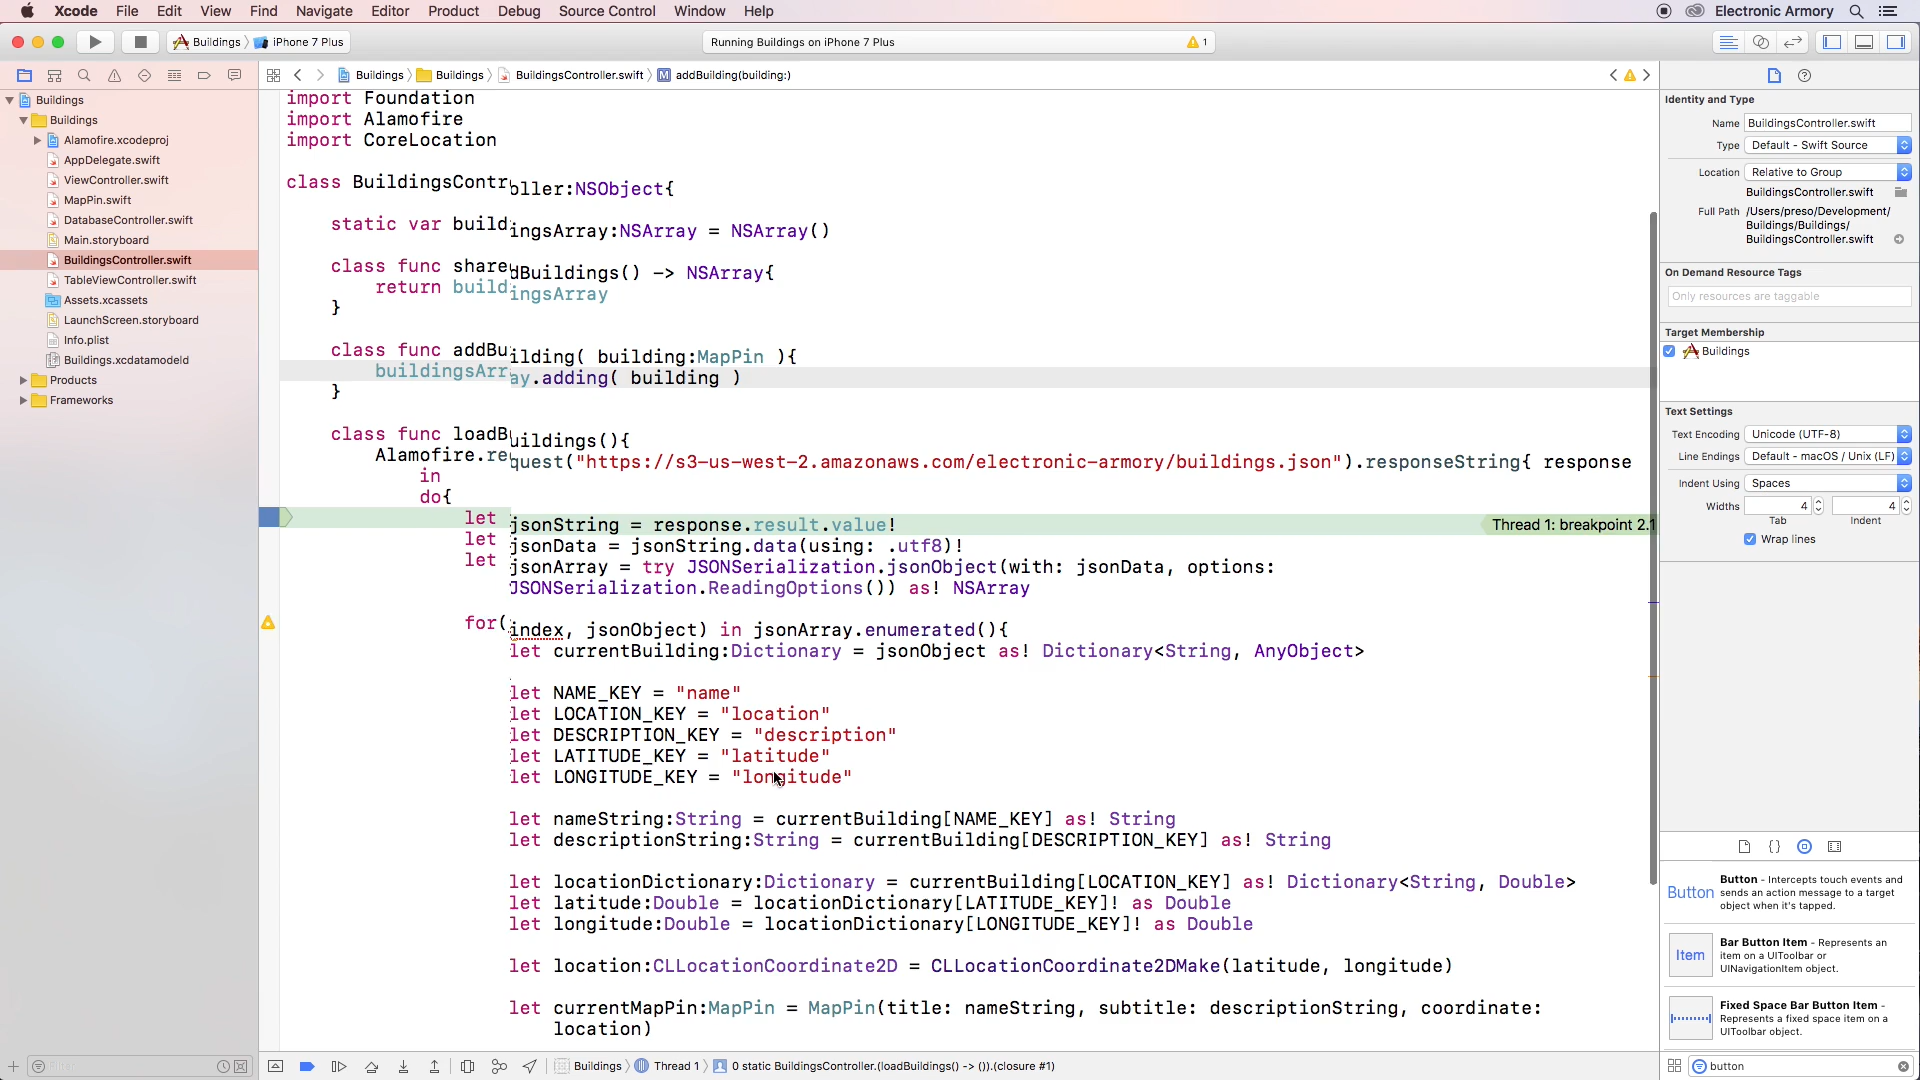 Xcode File Edit View Find Navigate Editor Product Debug Source Control Window Help Electronic Armory
Buildings iPhone 7 Plus Running Buildings on iPhone 7 Plus 1
Buildings Buildings BuildingsController.swift M addBuilding(building:)
Buildings
Buildings
Alamofire.xcodeproj
AppDelegate.swift
ViewController.swift
MapPin.swift
DatabaseController.swift
Main.storyboard
BuildingsController.swift
TableViewController.swift
Assets.xcassets
LaunchScreen.storyboard
Info.plist
Buildings.xcdatamodeld
Products
Frameworks
import Foundation
import Alamofire
import CoreLocation
class BuildingsController:NSObject{
static var buildingsArray:NSArray = NSArray()
class func sharedBuildings() -> NSArray{
return buildingsArray
}
class func addBuilding( building:MapPin ){
buildingsArray.adding( building )
}
class func loadBuildings(){
Alamofire.request("https://s3-us-west-2.amazonaws.com/electronic-armory/buildings.json").responseString{ response
in
do{
let jsonString = response.result.value!
Thread 1: breakpoint 2.1
let jsonData = jsonString.data(using: .utf8)!
let jsonArray = try JSONSerialization.jsonObject(with: jsonData, options:
JSONSerialization.ReadingOptions()) as! NSArray
for(index, jsonObject) in jsonArray.enumerated(){
let currentBuilding:Dictionary = jsonObject as! Dictionary<String, AnyObject>
let NAME_KEY = "name"
let LOCATION_KEY = "location"
let DESCRIPTION_KEY = "description"
let LATITUDE_KEY = "latitude"
let LONGITUDE_KEY = "longitude"
let nameString:String = currentBuilding[NAME_KEY] as! String
let descriptionString:String = currentBuilding[DESCRIPTION_KEY] as! String
let locationDictionary:Dictionary = currentBuilding[LOCATION_KEY] as! Dictionary<String, Double>
let latitude:Double = locationDictionary[LATITUDE_KEY]! as Double
let longitude:Double = locationDictionary[LONGITUDE_KEY]! as Double
let location:CLLocationCoordinate2D = CLLocationCoordinate2DMake(latitude, longitude)
let currentMapPin:MapPin = MapPin(title: nameString, subtitle: descriptionString, coordinate:
location)
Buildings Thread 1 0 static BuildingsController.(loadBuildings() -> ()).(closure #1)
Filter
Identity and Type
Name BuildingsController.swift
Type Default - Swift Source
Location Relative to Group
BuildingsController.swift
Full Path /Users/preso/Development/
Buildings/Buildings/
BuildingsController.swift
On Demand Resource Tags
Only resources are taggable
Target Membership
Buildings
Text Settings
Text Encoding Unicode (UTF-8)
Line Endings Default - macOS / Unix (LF)
Indent Using Spaces
Widths 4 4
Tab Indent
Wrap lines
{}
Button Button - Intercepts touch events and
sends an action message to a target
object when it's tapped.
Item Bar Button Item - Represents an
item on a UIToolbar or
UINavigationItem object.
Fixed Space Bar Button Item -
Represents a fixed space item on a
UIToolbar object.
button